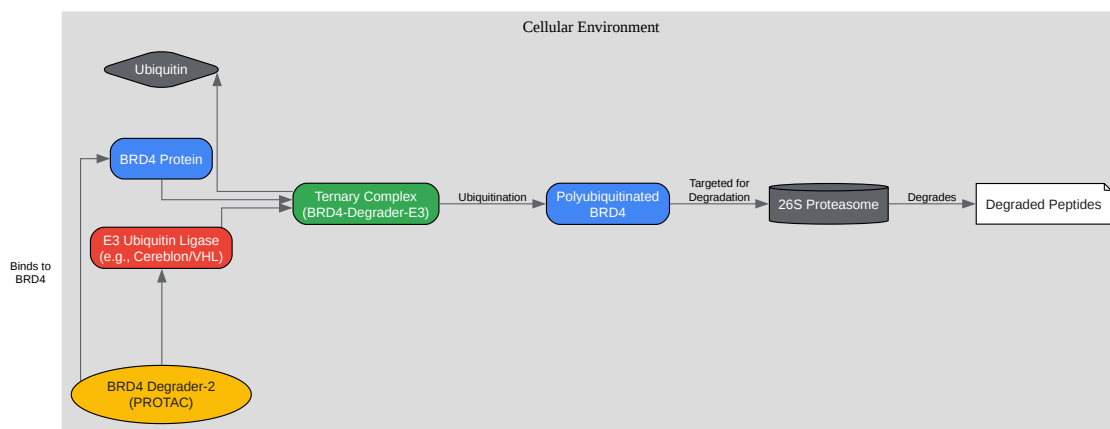 Cellular Environment
Ubiquitin
BRD4 Protein
E3 Ubiquitin Ligase
(e.g., Cereblon/VHL)
Binds to
BRD4
BRD4 Degrader-2
(PROTAC)
Ternary Complex
(BRD4-Degrader-E3)
Ubiquitination
Polyubiquitinated
BRD4
Targeted for
Degradation
26S Proteasome
Degrades
Degraded Peptides